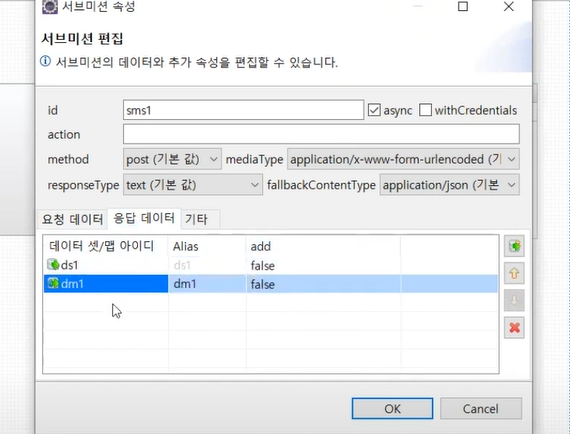 서브미션 속성
서브미션 편집
서브미션의 데이터와 추가 속성을 편집할 수 있습니다.
id sms1 async withCredentials
action
method post (기본 값) mediaType application/x-www-form-urlencoded (기
responseType text (기본 값) fallbackContentType application/json (기본
요청 데이터 응답 데이터 기타
데이터 셋/맵 아이디 Alias add
ds1 ds1 false
dm1 dm1 false
OK Cancel